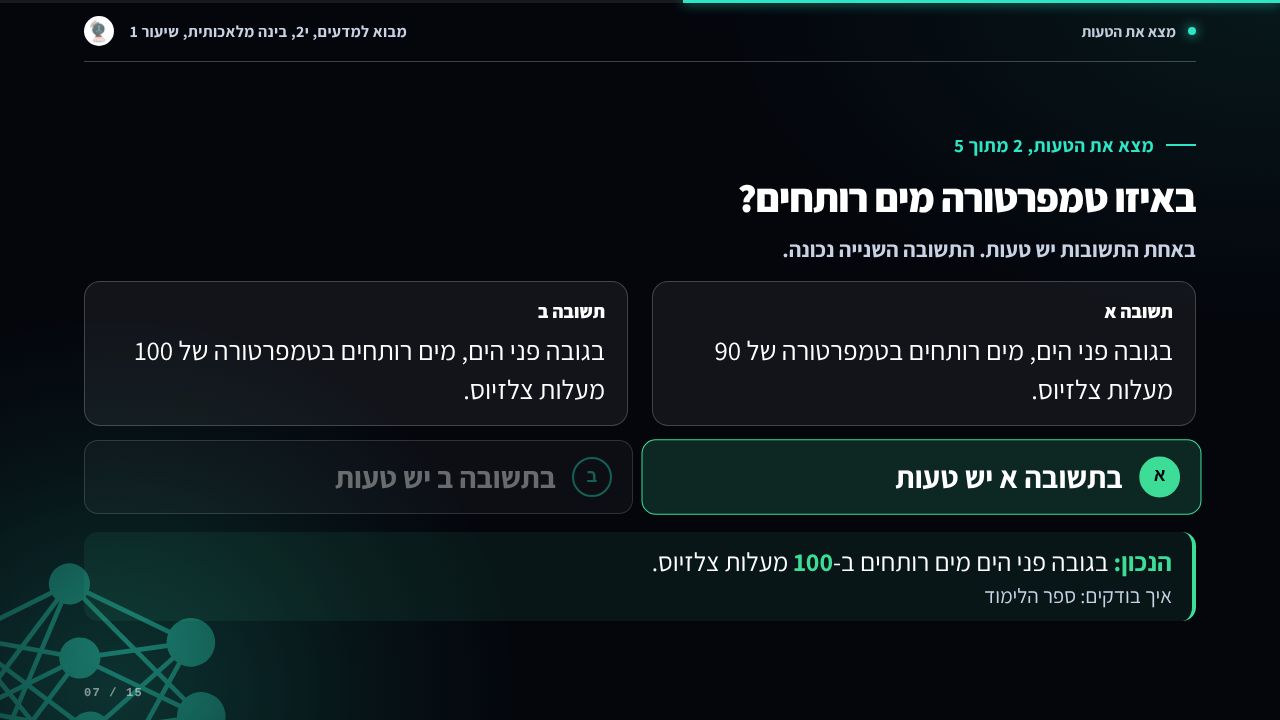 מצא את הטעות
מבוא למדעים, י2, בינה מלאכותית, שיעור 1
מצא את הטעות, 2 מתוך 5
באיזו טמפרטורה מים רותחים?
באחת התשובות יש טעות. התשובה השנייה נכונה.
תשובה א
בגובה פני הים, מים רותחים בטמפרטורה של 90
מעלות צלזיוס.
תשובה ב
בגובה פני הים, מים רותחים בטמפרטורה של 100
מעלות צלזיוס.
א בתשובה א יש טעות
ב בתשובה ב יש טעות
הנכון: בגובה פני הים מים רותחים ב-100 מעלות צלזיוס.
איך בודקים: ספר הלימוד
07 / 15